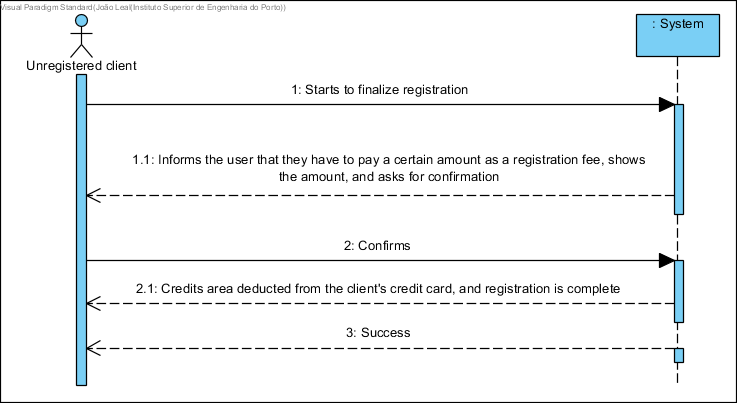 Visual Paradigm Standard(João Leal(Instituto Superior de Engenharia do Porto))
: System
Unregistered client
1: Starts to finalize registration
1.1: Informs the user that they have to pay a certain amount as a registration fee, shows
the amount, and asks for confirmation
2: Confirms
2.1: Credits area deducted from the client's credit card, and registration is complete
3: Success